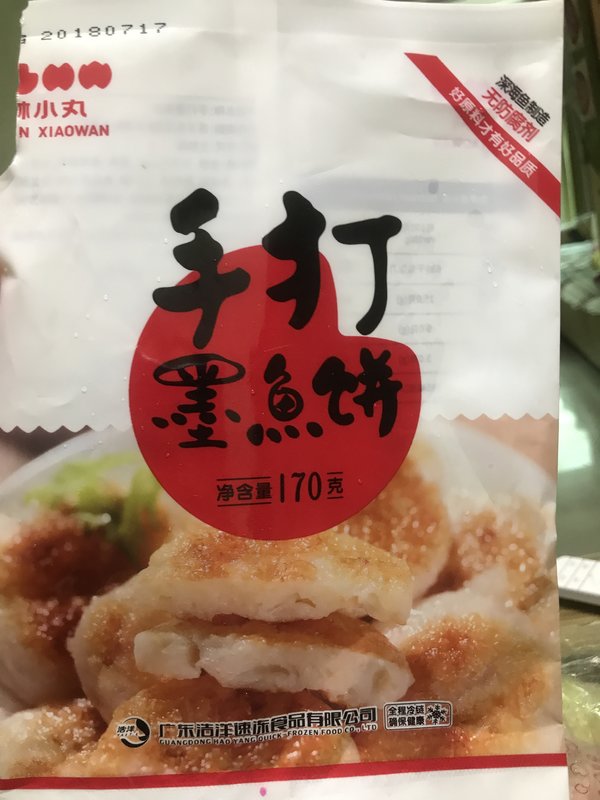 20180717
小丸
N XIAOWAN
深海鱼制造
无防腐剂
好原料才有好品质
手打
墨魚饼
净含量170克
广东浩洋速冻食品有限公司
GUANGDONG HAO YANG QUICK-FROZEN FOOD CO., LTD
全程冷链
确保健康